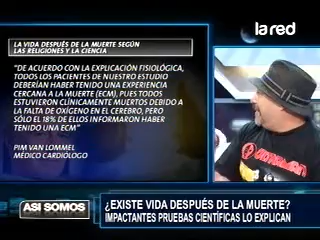 la red
LA VIDA DESPUÉS DE LA MUERTE SEGÚN
LAS RELIGIONES Y LA CIENCIA
"DE ACUERDO CON LA EXPLICACIÓN FISIOLÓGICA,
TODOS LOS PACIENTES DE NUESTRO ESTUDIO
DEBERÍAN HABER TENIDO UNA EXPERIENCIA
CERCANA A LA MUERTE (ECM), PUES TODOS
ESTUVIERON CLÍNICAMENTE MUERTOS DEBIDO A
LA FALTA DE OXÍGENO EN EL CEREBRO, PERO
SÓLO EL 18% DE ELLOS INFORMARON HABER
TENIDO UNA ECM"
PIM VAN LOMMEL
MÉDICO CARDIÓLOGO
ASI SOMOS
¿EXISTE VIDA DESPUÉS DE LA MUERTE?
IMPACTANTES PRUEBAS CIENTÍFICAS LO EXPLICAN